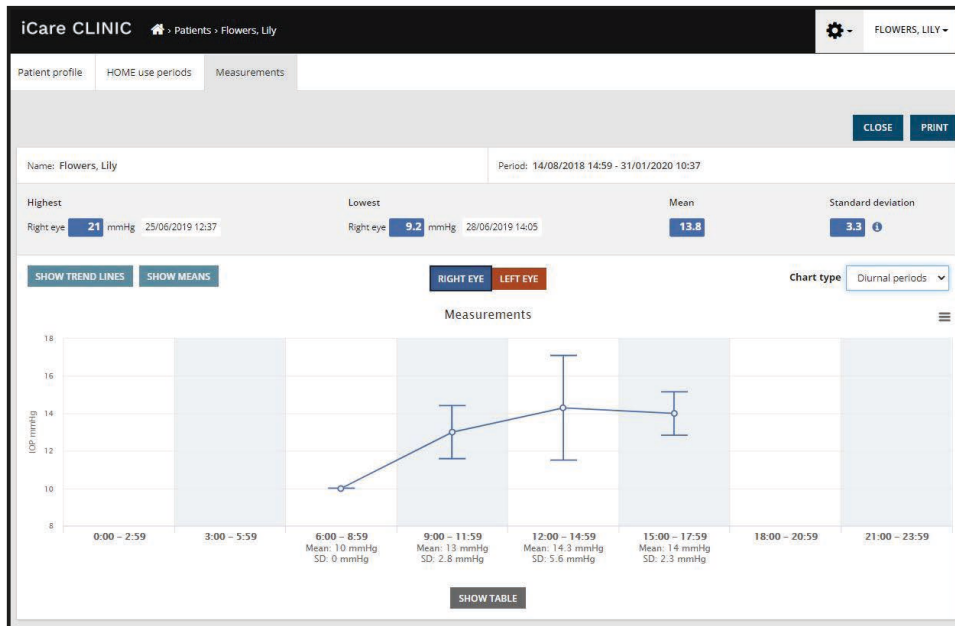 iCare CLINIC › Patients › Flowers, Lily FLOWERS, LILY
Patient profile HOME use periods Measurements
CLOSE PRINT
Name: Flowers, Lily Period: 14/08/2018 14:59 - 31/01/2020 10:37
Highest Lowest Mean Standard deviation
Right eye 21 mmHg 25/06/2019 12:37 Right eye 9.2 mmHg 28/06/2019 14:05 13.8 3.3 i
SHOW TREND LINES SHOW MEANS RIGHT EYE LEFT EYE Chart type Diurnal periods
Measurements
18
16
14
12
10
8
IOP mmHg
0:00 – 2:59 3:00 – 5:59 6:00 – 8:59 9:00 – 11:59 12:00 – 14:59 15:00 – 17:59 18:00 – 20:59 21:00 – 23:59
Mean: 10 mmHg Mean: 13 mmHg Mean: 14.3 mmHg Mean: 14 mmHg
SD: 0 mmHg SD: 2.8 mmHg SD: 5.6 mmHg SD: 2.3 mmHg
SHOW TABLE